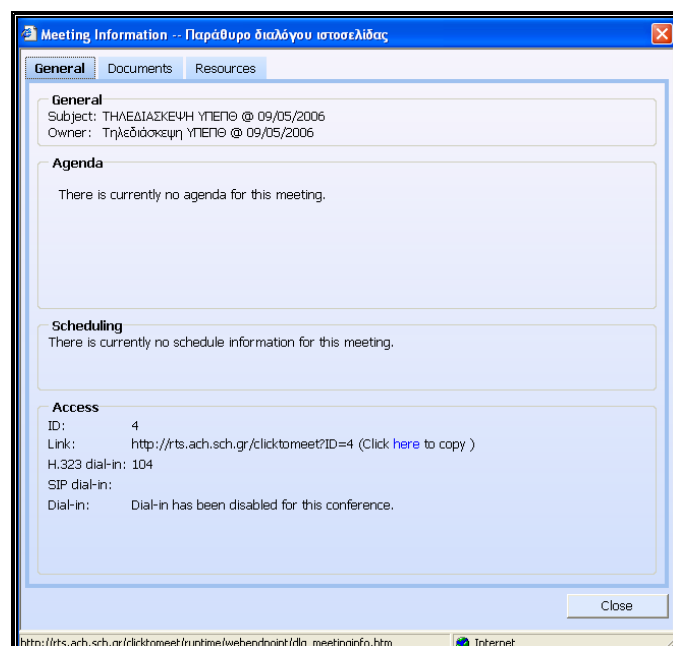 Meeting Information -- Παράθυρο διαλόγου ιστοσελίδας
General Documents Resources
General
Subject: ΤΗΛΕΔΙΑΣΚΕΨΗ ΥΠΕΠΘ @ 09/05/2006
Owner: Τηλεδιάσκεψη ΥΠΕΠΘ @ 09/05/2006
Agenda
There is currently no agenda for this meeting.
Scheduling
There is currently no schedule information for this meeting.
Access
ID: 4
Link: http://rts.ach.sch.gr/clicktomeet?ID=4 (Click here to copy )
H.323 dial-in: 104
SIP dial-in:
Dial-in: Dial-in has been disabled for this conference.
Close
http://rts.ach.sch.gr/clicktomeet/runtime/webendpoint/dlg_meetinginfo.htm Internet